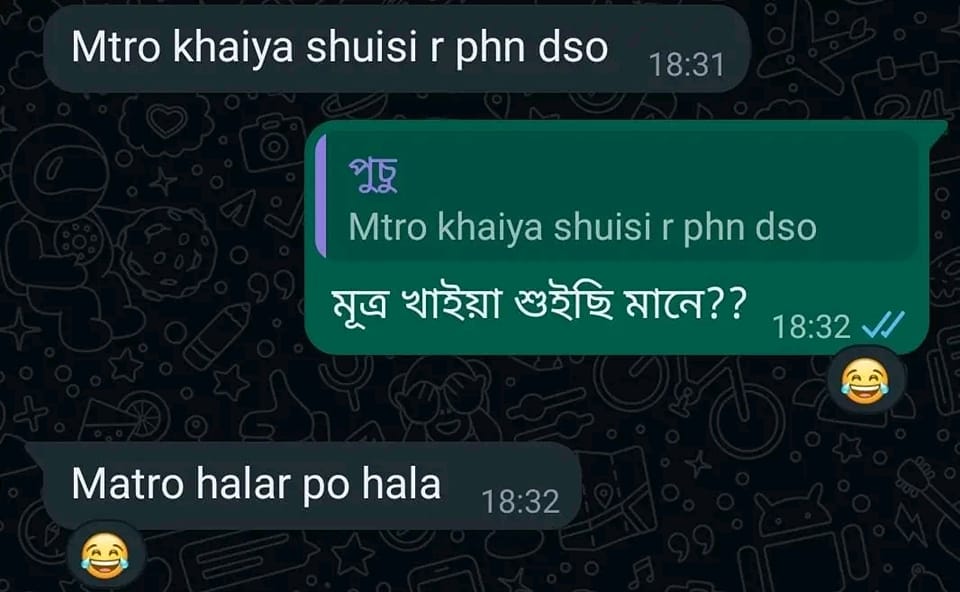 Mtro khaiya shuisi r phn dso
18:31
পুচু
Mtro khaiya shuisi r phn dso
মূত্র খাইয়া শুইছি মানে??
18:32
Matro halar po hala
18:32